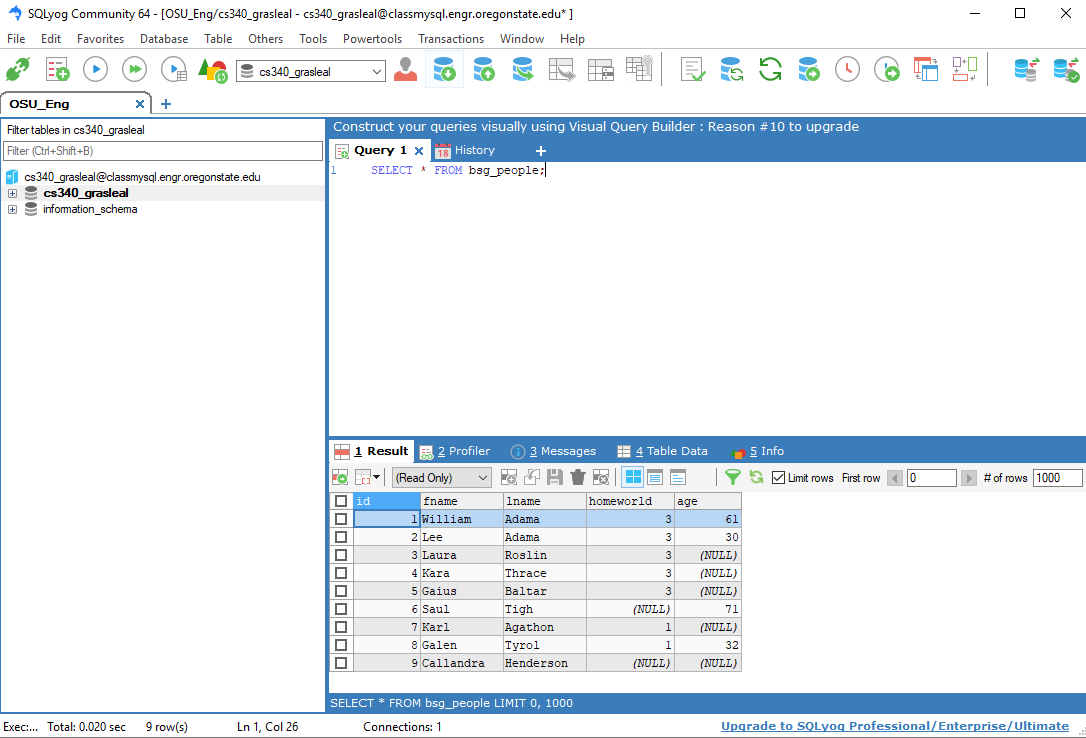 SQLyog Community 64 - [OSU_Eng/cs340_grasleal - cs340_grasleal@classmysql.engr.oregonstate.edu* ]
File Edit Favorites Database Table Others Tools Powertools Transactions Window Help
cs340_grasleal
OSU_Eng
Filter tables in cs340_grasleal
Filter (Ctrl+Shift+B)
cs340_grasleal@classmysql.engr.oregonstate.edu
cs340_grasleal
information_schema
Construct your queries visually using Visual Query Builder : Reason #10 to upgrade
Query 1 18 History
1 SELECT * FROM bsg_people;
1 Result 2 Profiler 3 Messages 4 Table Data 5 Info
(Read Only) Limit rows First row 0 # of rows 1000
id fname lname homeworld age
1 William Adama 3 61
2 Lee Adama 3 30
3 Laura Roslin 3 (NULL)
4 Kara Thrace 3 (NULL)
5 Gaius Baltar 3 (NULL)
6 Saul Tigh (NULL) 71
7 Karl Agathon 1 (NULL)
8 Galen Tyrol 1 32
9 Callandra Henderson (NULL) (NULL)
SELECT * FROM bsg_people LIMIT 0, 1000
Exec:... Total: 0.020 sec 9 row(s) Ln 1, Col 26 Connections: 1 Upgrade to SQLyog Professional/Enterprise/Ultimate